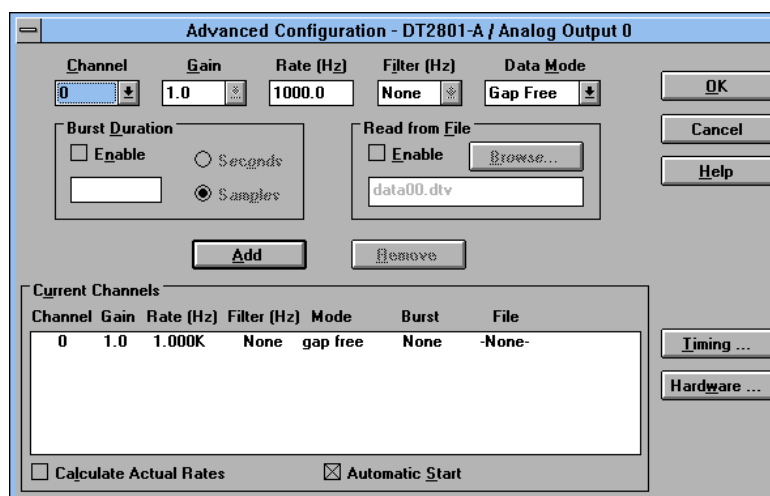 Advanced Configuration - DT2801-A / Analog Output 0
Channel Gain Rate (Hz) Filter (Hz) Data Mode
0 1.0 1000.0 None Gap Free
OK
Cancel
Help
Burst Duration
Enable
Seconds
Samples
Read from File
Enable Browse...
data00.dtv
Add Remove
Current Channels
Channel Gain Rate (Hz) Filter (Hz) Mode Burst File
0 1.0 1.000K None gap free None -None-
Timing ...
Hardware ...
Calculate Actual Rates Automatic Start